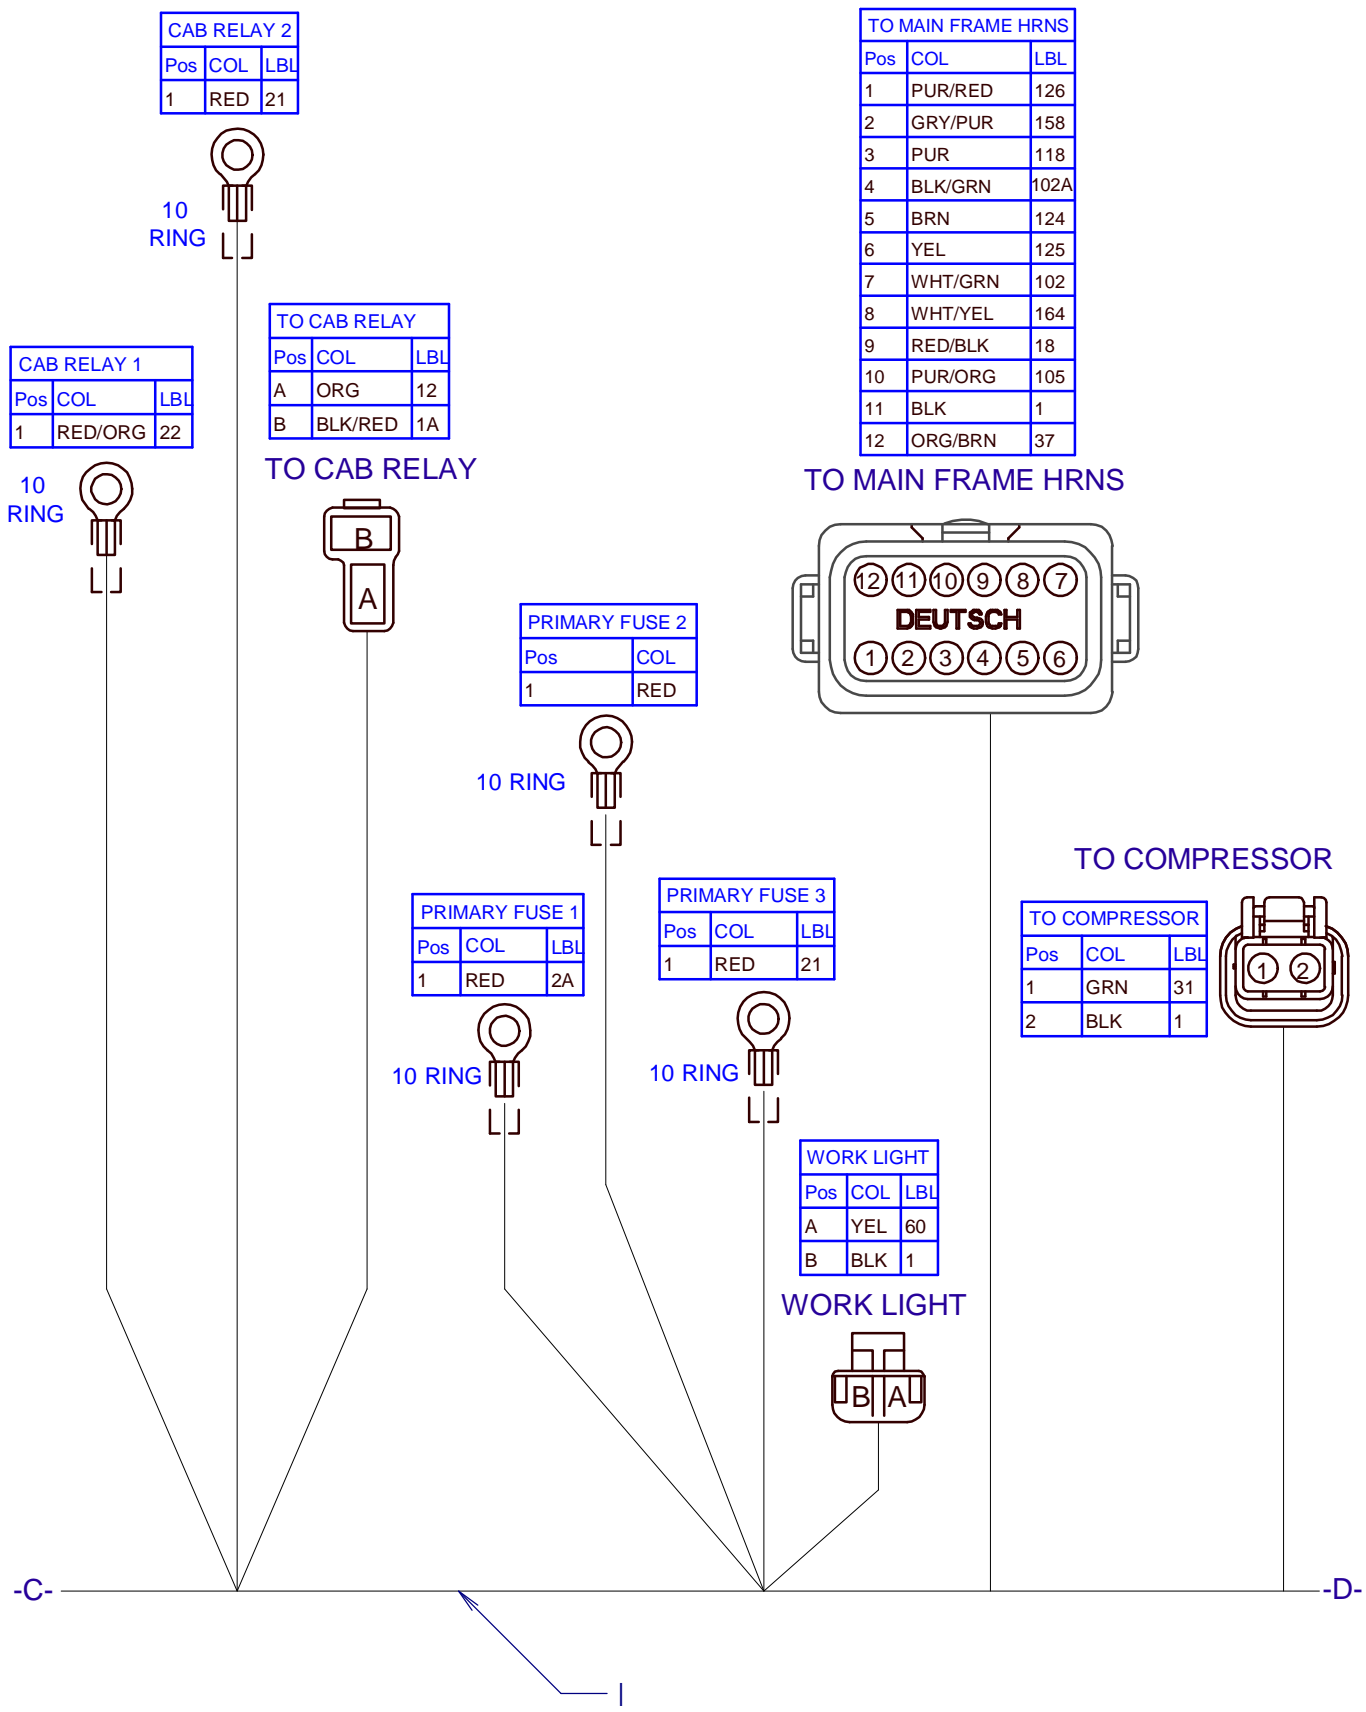 CAB RELAY 2
Pos COL LBL
1 RED 21
10
RING
TO MAIN FRAME HRNS
Pos COL LBL
1 PUR/RED 126
2 GRY/PUR 158
3 PUR 118
4 BLK/GRN 102A
5 BRN 124
6 YEL 125
7 WHT/GRN 102
8 WHT/YEL 164
9 RED/BLK 18
10 PUR/ORG 105
11 BLK 1
12 ORG/BRN 37
TO MAIN FRAME HRNS
12 11 10 9 8 7
DEUTSCH
1 2 3 4 5 6
TO CAB RELAY
Pos COL LBL
A ORG 12
B BLK/RED 1A
TO CAB RELAY
B
A
CAB RELAY 1
Pos COL LBL
1 RED/ORG 22
10
RING
PRIMARY FUSE 2
Pos COL
1 RED
10 RING
PRIMARY FUSE 1
Pos COL LBL
1 RED 2A
10 RING
PRIMARY FUSE 3
Pos COL LBL
1 RED 21
10 RING
TO COMPRESSOR
TO COMPRESSOR
Pos COL LBL
1 GRN 31
2 BLK 1
1 2
WORK LIGHT
Pos COL LBL
A YEL 60
B BLK 1
WORK LIGHT
B A
-C-
-D-
I